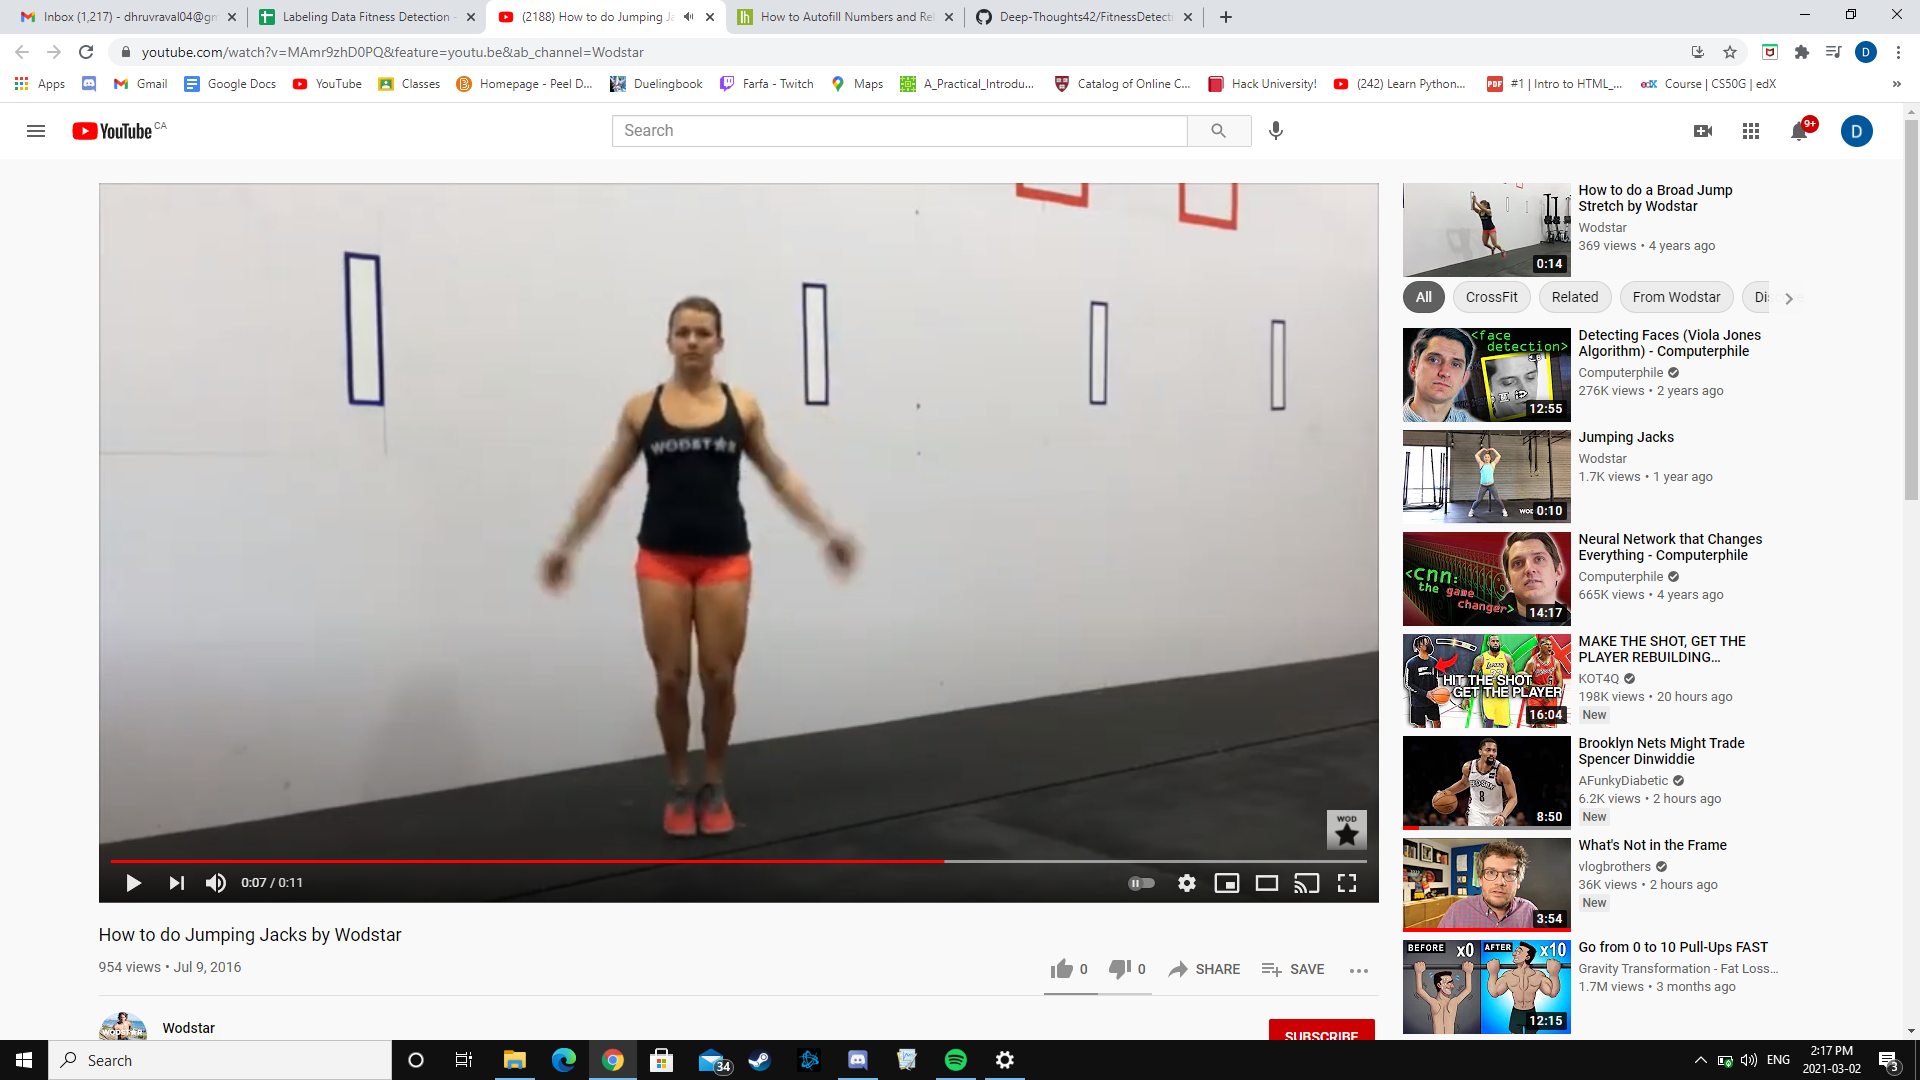 Inbox (1,217) - dhruvraval04@gm
Labeling Data Fitness Detection -
(2188) How to do Jumping Ja
How to Autofill Numbers and Re
Deep-Thoughts42/FitnessDetecti
youtube.com/watch?v=MAmr9zhD0PQ&feature=youtu.be&ab_channel=Wodstar
D
Apps
Gmail
Google Docs
YouTube
Classes
Homepage - Peel D...
Duelingbook
Farfa - Twitch
Maps
A_Practical_Introdu...
Catalog of Online C...
Hack University!
(242) Learn Python...
PDF
#1 | Intro to HTML_...
edX
Course | CS50G | edX
»
YouTube CA
Search
9+
D
WODST★R
WOD
0:07 / 0:11
How to do Jumping Jacks by Wodstar
954 views • Jul 9, 2016
0
0
SHARE
SAVE
WODST★R
Wodstar
SUBSCRIBE
0:14
How to do a Broad Jump
Stretch by Wodstar
Wodstar
369 views • 4 years ago
All
CrossFit
Related
From Wodstar
<face
detection>
12:55
Detecting Faces (Viola Jones
Algorithm) - Computerphile
Computerphile
276K views • 2 years ago
0:10
Jumping Jacks
Wodstar
1.7K views • 1 year ago
<cnn:
the game
changer>
14:17
Neural Network that Changes
Everything - Computerphile
Computerphile
665K views • 4 years ago
HIT THE SHOT
GET THE PLAYER
16:04
MAKE THE SHOT, GET THE
PLAYER REBUILDING...
KOT4Q
198K views • 20 hours ago
New
8
8:50
Brooklyn Nets Might Trade
Spencer Dinwiddie
AFunkyDiabetic
6.2K views • 2 hours ago
New
3:54
What's Not in the Frame
vlogbrothers
36K views • 2 hours ago
New
BEFORE x0
AFTER x10
12:15
Go from 0 to 10 Pull-Ups FAST
Gravity Transformation - Fat Loss...
1.7M views • 3 months ago
Search
34
ENG
2:17 PM
2021-03-02
3